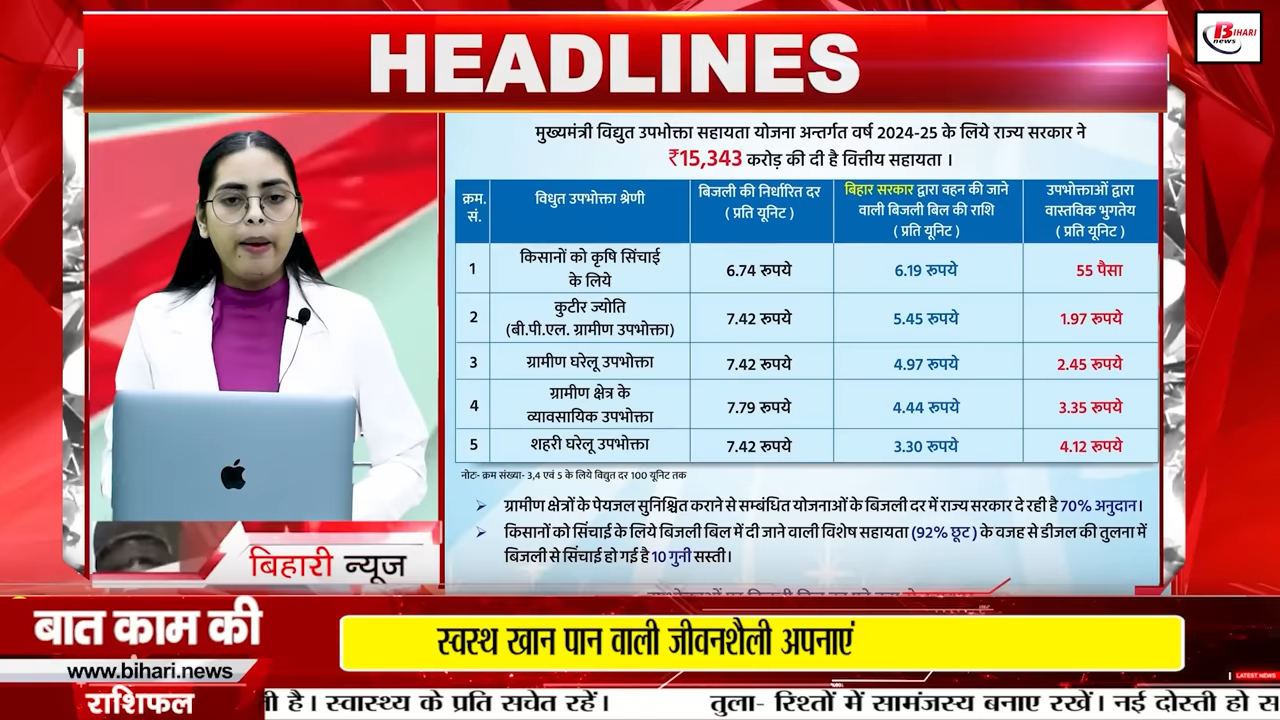 HEADLINES
BIHARI
news
मुख्यमंत्री विद्युत उपभोक्ता सहायता योजना अन्तर्गत वर्ष 2024-25 के लिये राज्य सरकार ने
₹15,343 करोड़ की दी है वित्तीय सहायता ।
क्रम. सं. विधुत उपभोक्ता श्रेणी बिजली की निर्धारित दर ( प्रति यूनिट ) बिहार सरकार द्वारा वहन की जाने वाली बिजली बिल की राशि ( प्रति यूनिट ) उपभोक्ताओं द्वारा वास्तविक भुगतेय ( प्रति यूनिट )
1 किसानों को कृषि सिंचाई के लिये 6.74 रूपये 6.19 रूपये 55 पैसा
2 कुटीर ज्योति (बी.पी.एल. ग्रामीण उपभोक्ता) 7.42 रूपये 5.45 रूपये 1.97 रूपये
3 ग्रामीण घरेलू उपभोक्ता 7.42 रूपये 4.97 रूपये 2.45 रूपये
4 ग्रामीण क्षेत्र के व्यावसायिक उपभोक्ता 7.79 रूपये 4.44 रूपये 3.35 रूपये
5 शहरी घरेलू उपभोक्ता 7.42 रूपये 3.30 रूपये 4.12 रूपये
नोटः- क्रम संख्या- 3,4 एवं 5 के लिये विद्युत दर 100 यूनिट तक
ग्रामीण क्षेत्रों के पेयजल सुनिश्चित कराने से सम्बंधित योजनाओं के बिजली दर में राज्य सरकार दे रही है 70% अनुदान।
किसानों को सिंचाई के लिये बिजली बिल में दी जाने वाली विशेष सहायता (92% छूट ) के वजह से डीजल की तुलना में
बिजली से सिंचाई हो गई है 10 गुनी सस्ती।
बिहारी न्यूज
बात काम की
www.bihari.news
स्वस्थ खान पान वाली जीवनशैली अपनाएं
LATEST NEWS
राशिफल
ती है। स्वास्थ्य के प्रति सचेत रहें। तुला- रिश्तों में सामंजस्य बनाए रखें। नई दोस्ती हो स